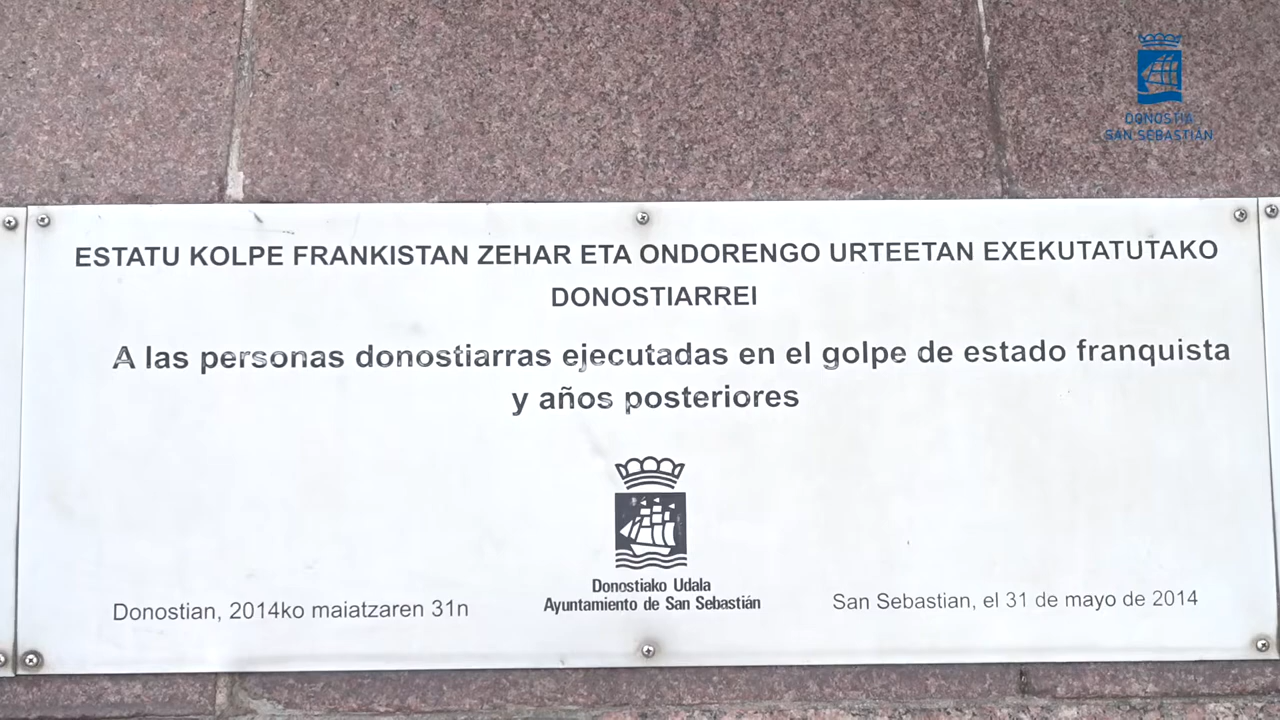 DONOSTIA
SAN SEBASTIÁN
ESTATU KOLPE FRANKISTAN ZEHAR ETA ONDORENGO URTEETAN EXEKUTATUTAKO
DONOSTIARREI
A las personas donostiarras ejecutadas en el golpe de estado franquista
y años posteriores
Donostiako Udala
Ayuntamiento de San Sebastián
Donostian, 2014ko maiatzaren 31n
San Sebastian, el 31 de mayo de 2014